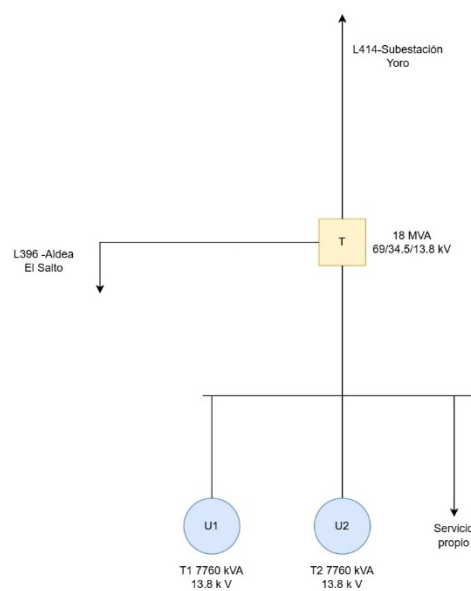 L414-Subestación
Yoro
T
18 MVA
69/34.5/13.8 kV
L396 -Aldea
El Salto
U1
U2
Servicio
propio
T1 7760 kVA
13.8 k V
T2 7760 kVA
13.8 k V